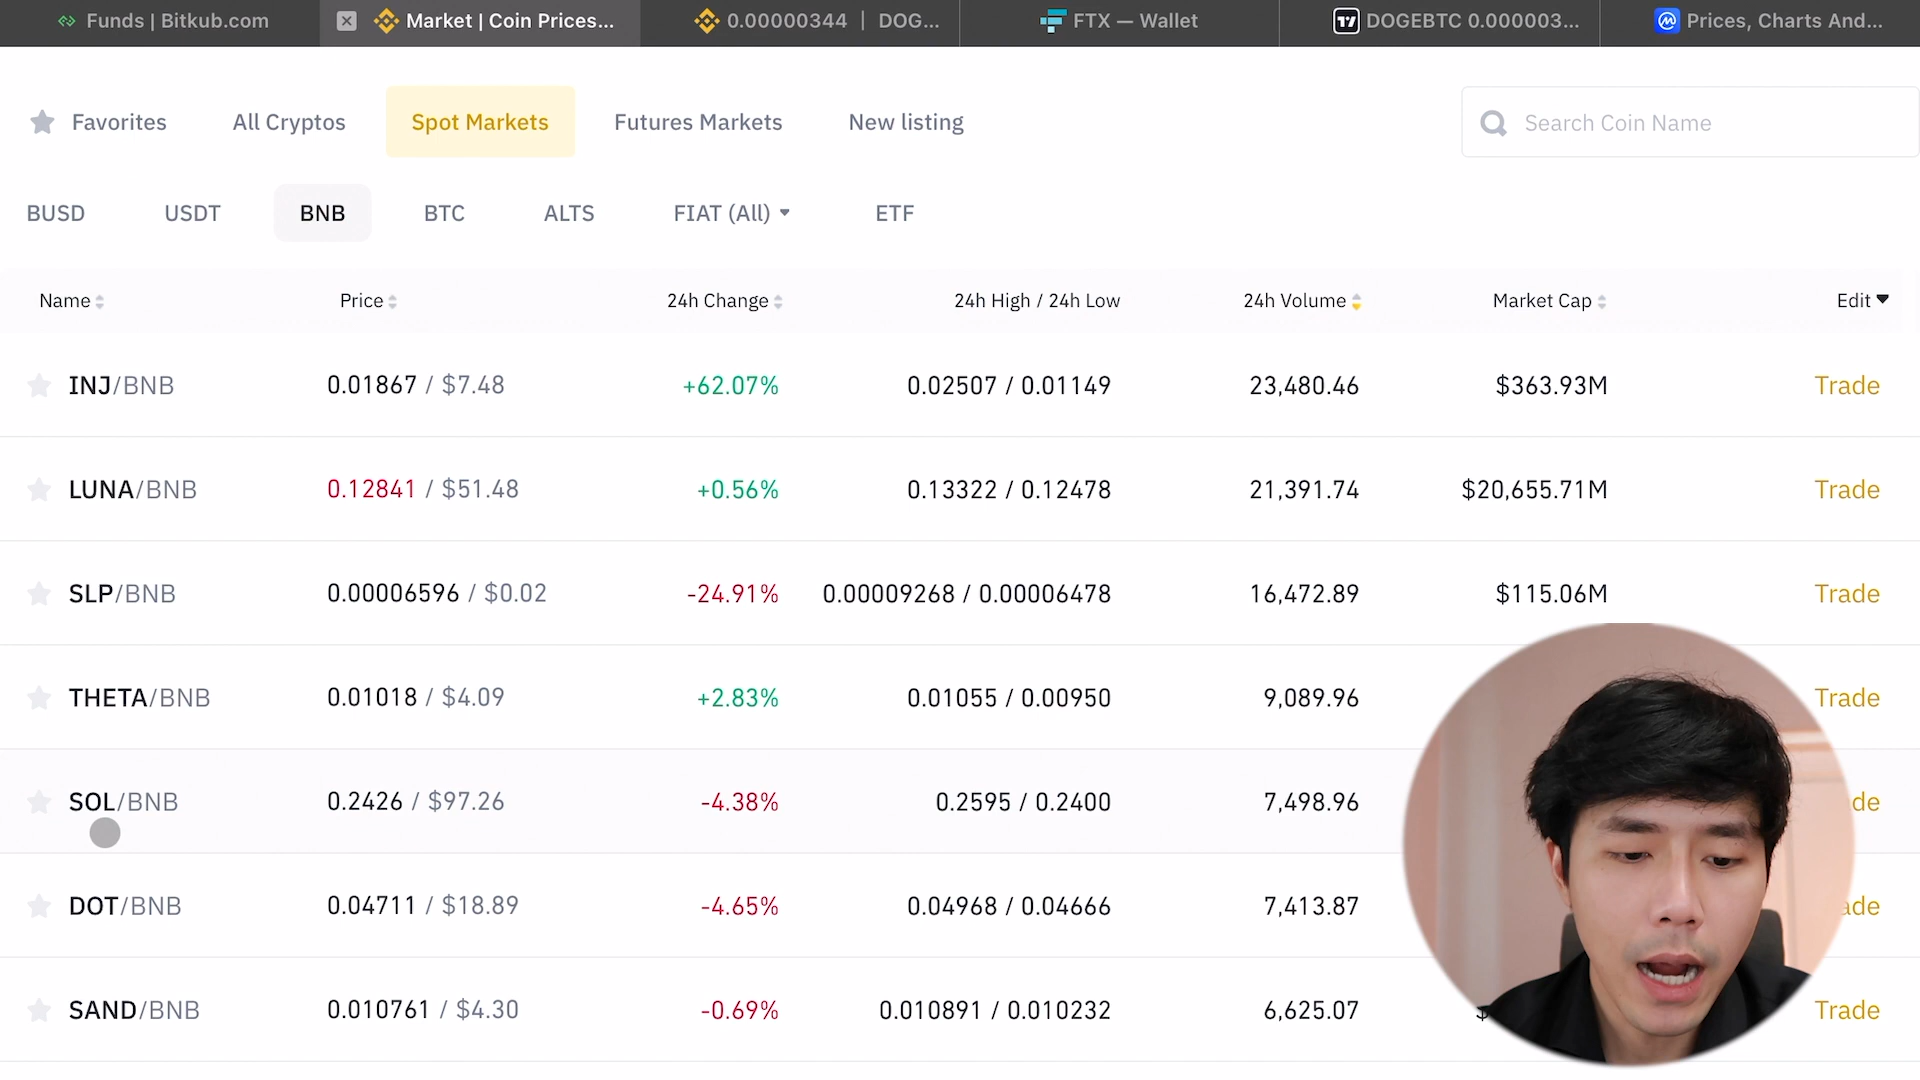 Funds | Bitkub.com
Market | Coin Prices...
0.00000344 | DOG...
FTX — Wallet
DOGEBTC 0.000003...
Prices, Charts And...
Favorites
All Cryptos
Spot Markets
Futures Markets
New listing
Search Coin Name
BUSD
USDT
BNB
BTC
ALTS
FIAT (All)
ETF
Name
Price
24h Change
24h High / 24h Low
24h Volume
Market Cap
Edit
INJ/BNB 0.01867 / $7.48 +62.07% 0.02507 / 0.01149 23,480.46 $363.93M Trade
LUNA/BNB 0.12841 / $51.48 +0.56% 0.13322 / 0.12478 21,391.74 $20,655.71M Trade
SLP/BNB 0.00006596 / $0.02 -24.91% 0.00009268 / 0.00006478 16,472.89 $115.06M Trade
THETA/BNB 0.01018 / $4.09 +2.83% 0.01055 / 0.00950 9,089.96 Trade
SOL/BNB 0.2426 / $97.26 -4.38% 0.2595 / 0.2400 7,498.96 de
DOT/BNB 0.04711 / $18.89 -4.65% 0.04968 / 0.04666 7,413.87 ade
SAND/BNB 0.010761 / $4.30 -0.69% 0.010891 / 0.010232 6,625.07 $ Trade